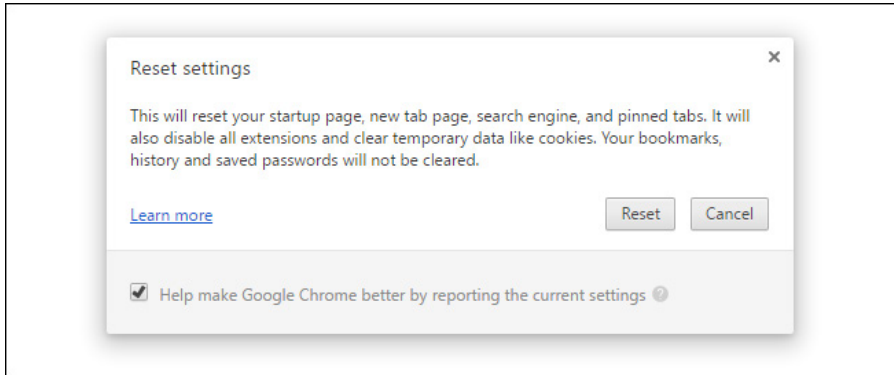 Reset settings
This will reset your startup page, new tab page, search engine, and pinned tabs. It will
also disable all extensions and clear temporary data like cookies. Your bookmarks,
history and saved passwords will not be cleared.
Learn more
Reset
Cancel
Help make Google Chrome better by reporting the current settings